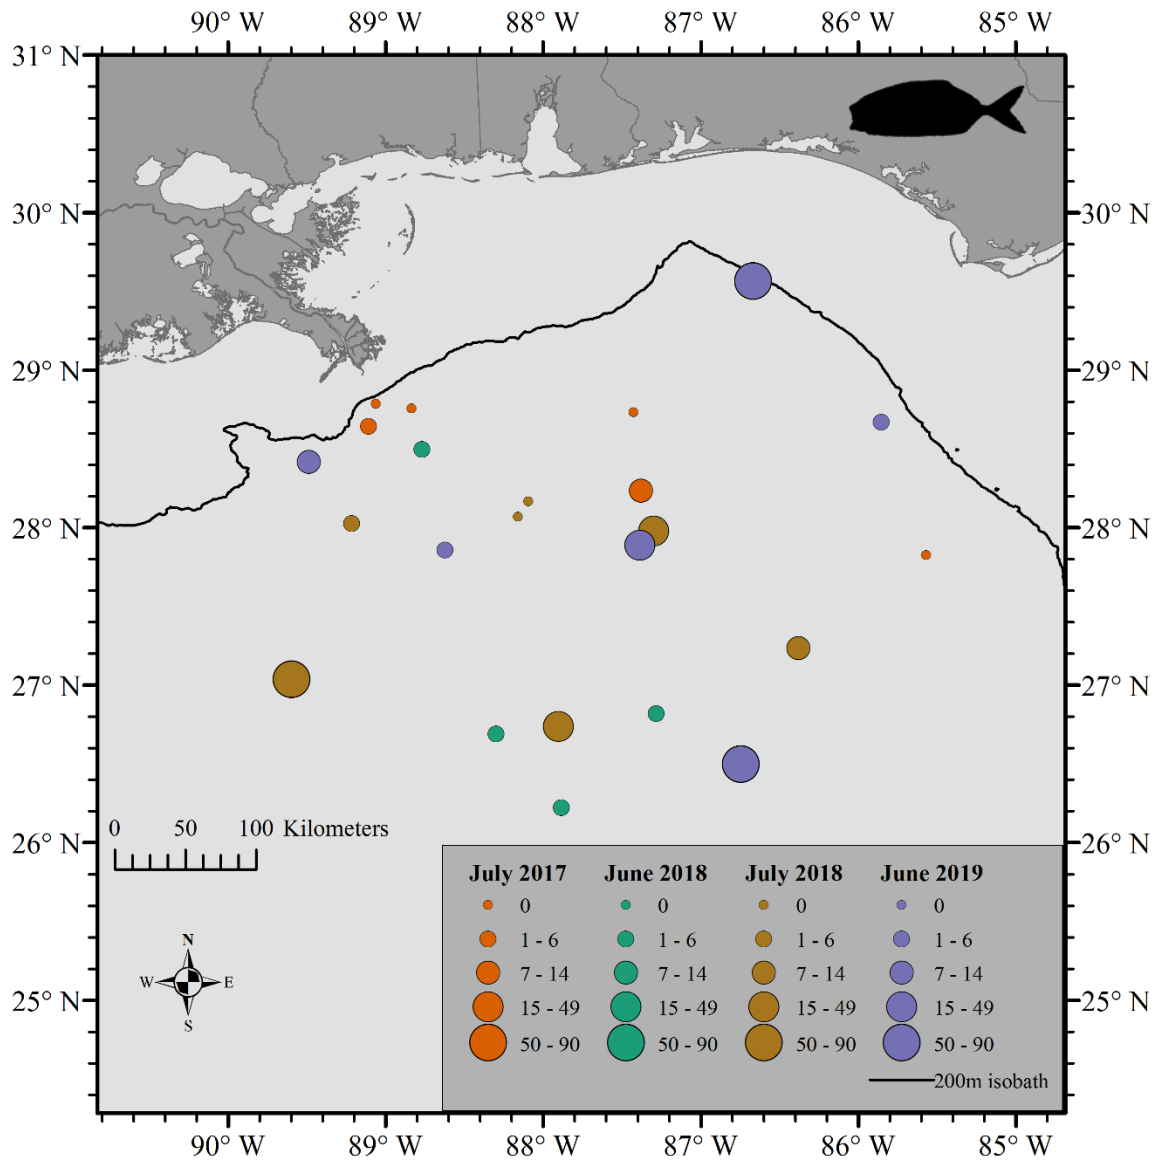 90° W 89° W 88° W 87° W 86° W 85° W
31° N
30° N 30° N
29° N 29° N
28° N 28° N
27° N 27° N
26° N 26° N
25° N 25° N
0 50 100 Kilometers
N
W E
S
July 2017 June 2018 July 2018 June 2019
0 0 0 0
1 - 6 1 - 6 1 - 6 1 - 6
7 - 14 7 - 14 7 - 14 7 - 14
15 - 49 15 - 49 15 - 49 15 - 49
50 - 90 50 - 90 50 - 90 50 - 90
200m isobath
90° W 89° W 88° W 87° W 86° W 85° W